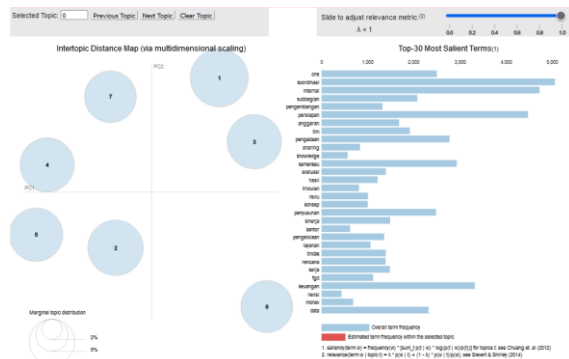 Selected Topic: 0 Previous Topic Next Topic Clear Topic
Slide to adjust relevance metric:(2)
λ = 1
0.0 0.2 0.4 0.6 0.8 1.0
Intertopic Distance Map (via multidimensional scaling)
PC2
PC1
1
7
3
4
5
2
6
Marginal topic distribution
2%
5%
Top-30 Most Salient Terms(1)
0 1,000 2,000 3,000 4,000 5,000
one
koordinasi
internal
subbagian
pengembangan
persiapan
anggaran
tim
pengadaan
sharing
knowledge
evaluasi
hasil
triwulan
reviu
konsep
penyusunan
kinerja
kantor
pengelolaan
layanan
tindak
rencana
kerja
fgd
keuangan
monev
data
Overall term frequency
Estimated term frequency within the selected topic
1. saliency(term w) = frequency(w) * [sum_t p(t | w) * log(p(t | w)/p(t))] for topics t; see Chuang et. al (2012)
2. relevance(term w | topic t) = λ * p(w | t) + (1 - λ) * p(w | t)/p(w); see Sievert & Shirley (2014)